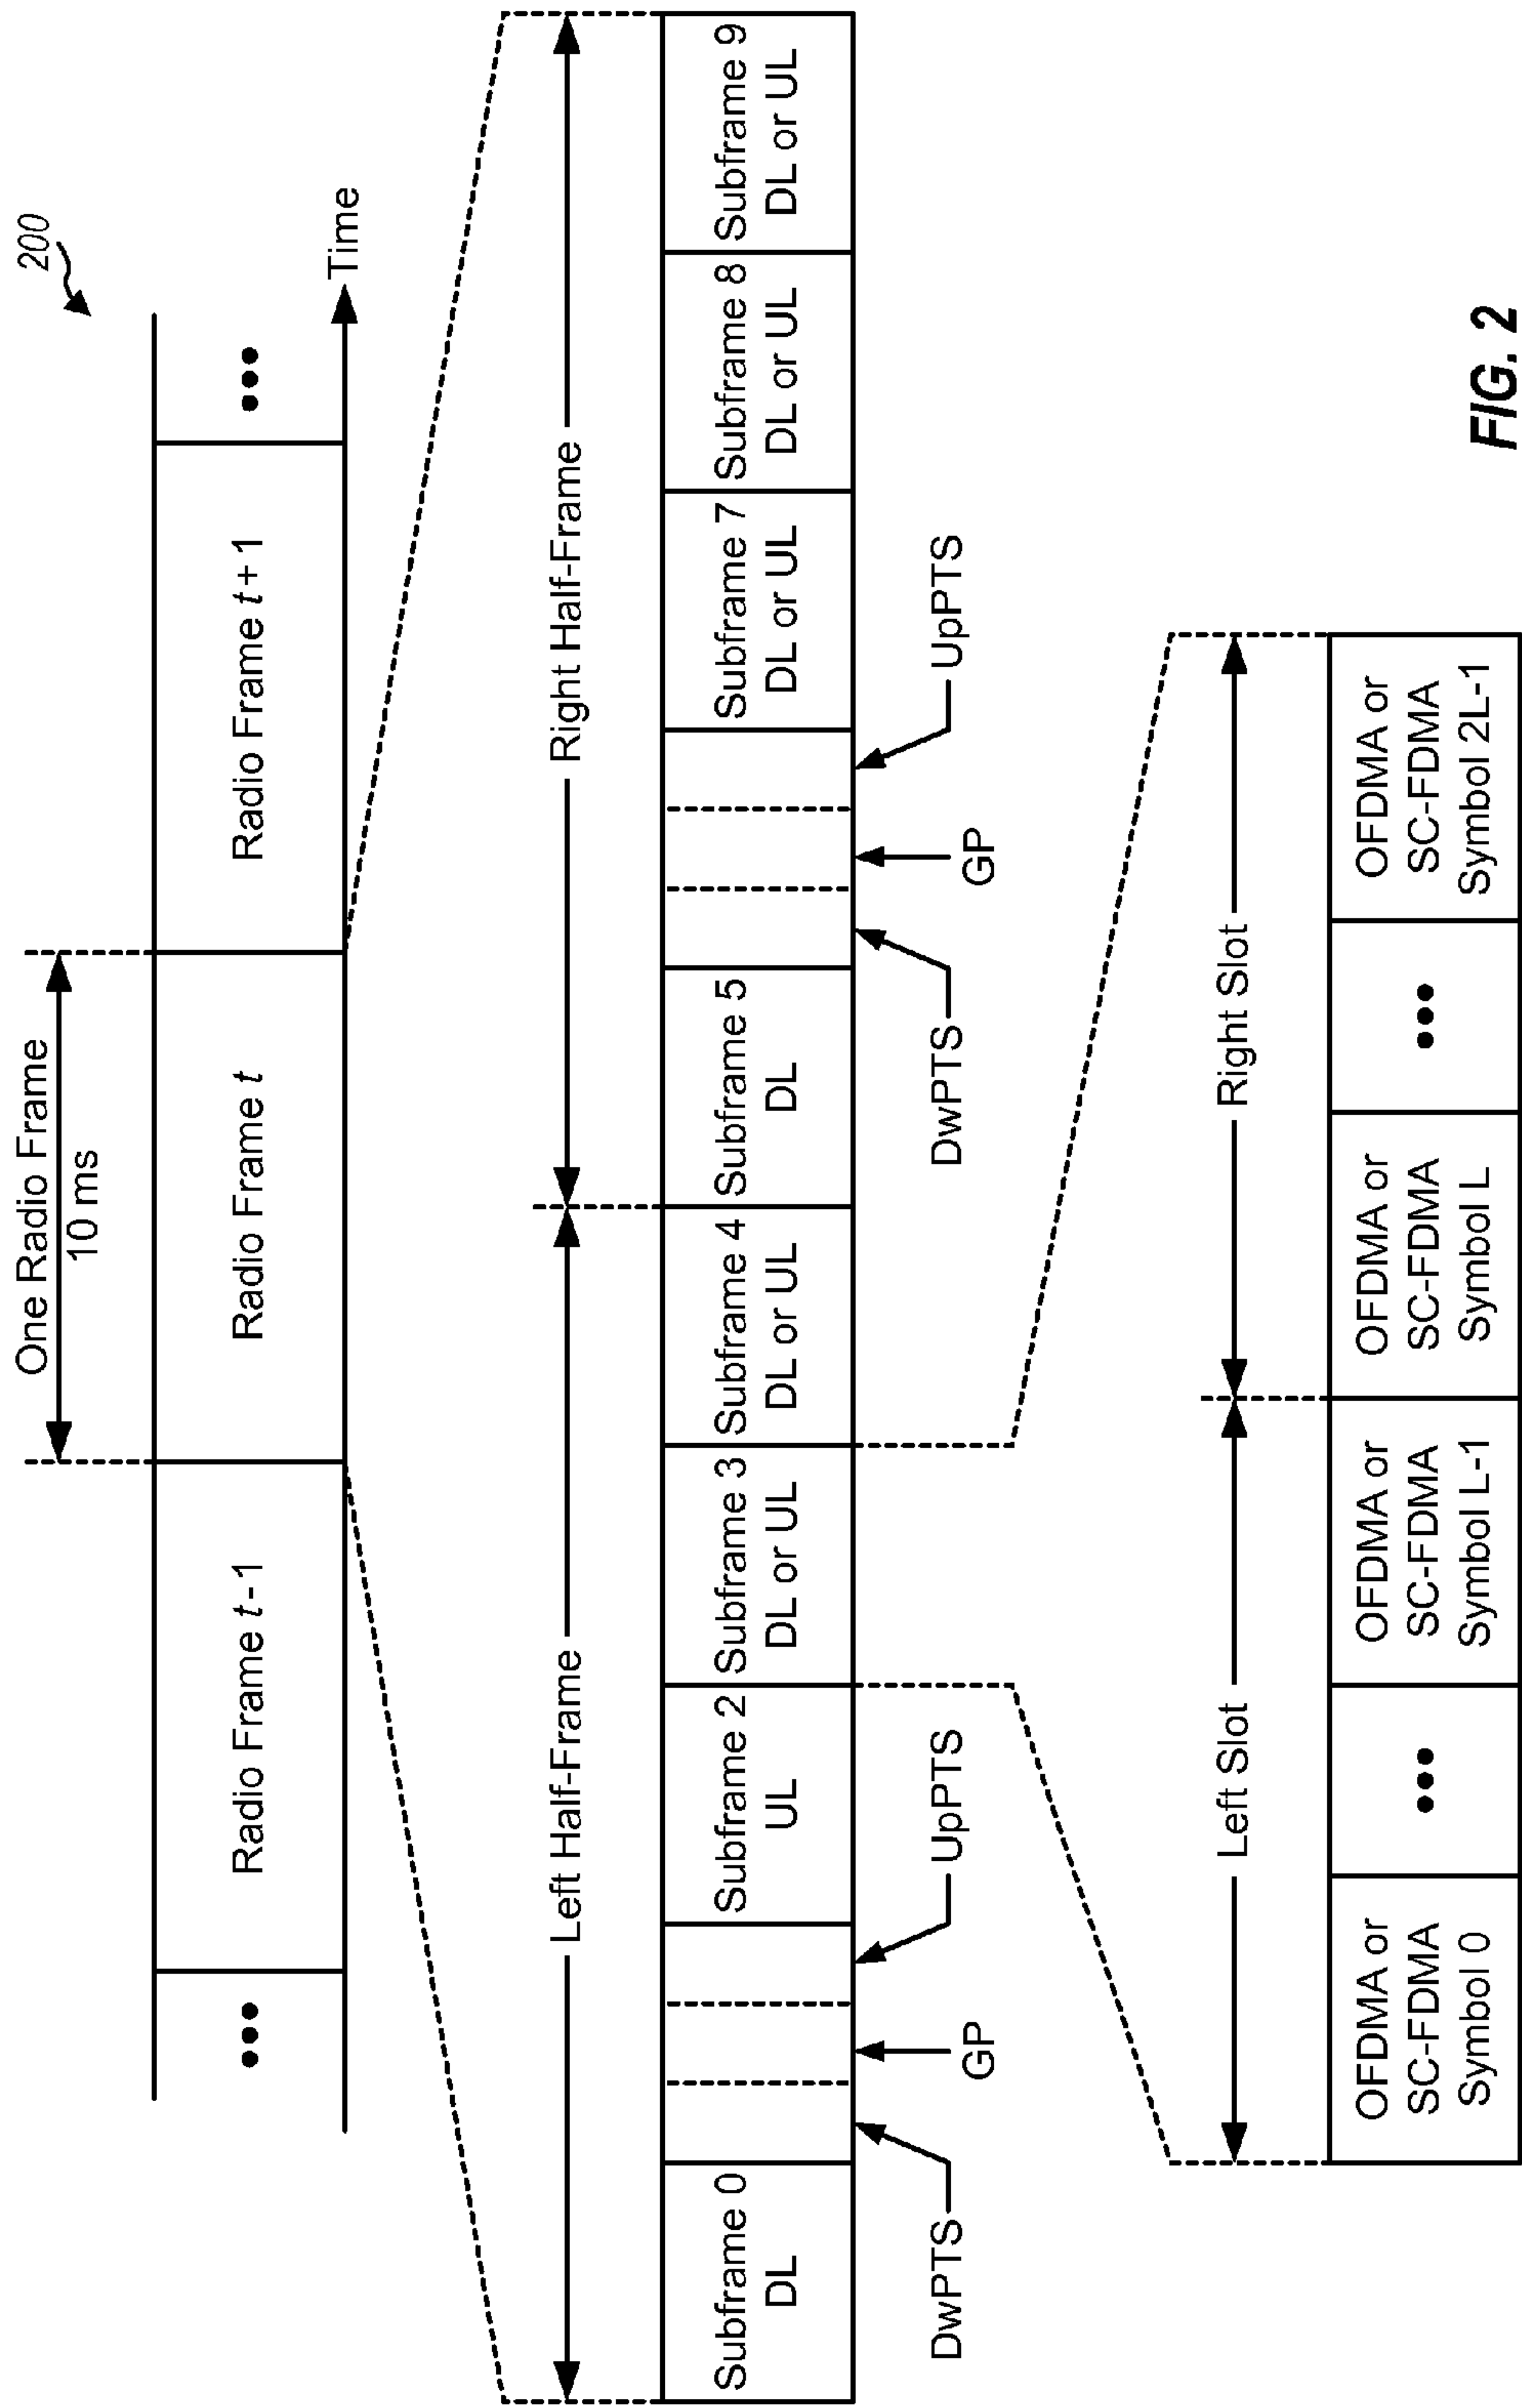 200
One Radio Frame
10 ms
••• Radio Frame t-1 Radio Frame t Radio Frame t+1 •••
Time
Left Half-Frame Right Half-Frame
Subframe 0
DL
Subframe 2
UL
Subframe 3
DL or UL
Subframe 4
DL or UL
Subframe 5
DL
Subframe 7
DL or UL
Subframe 8
DL or UL
Subframe 9
DL or UL
DwPTS
GP
UpPTS
DwPTS
GP
UpPTS
Left Slot Right Slot
OFDMA or
SC-FDMA
Symbol 0
•••
OFDMA or
SC-FDMA
Symbol L-1
OFDMA or
SC-FDMA
Symbol L
•••
OFDMA or
SC-FDMA
Symbol 2L-1
FIG. 2